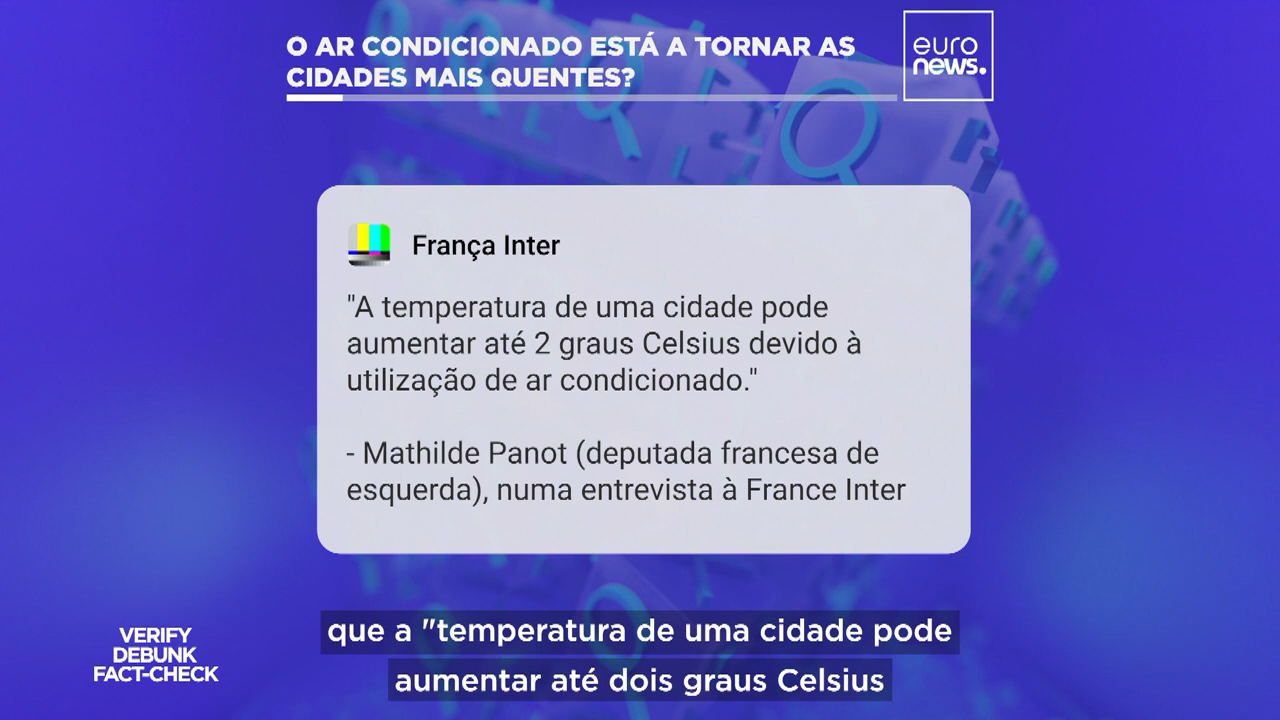 O AR CONDICIONADO ESTÁ A TORNAR AS
CIDADES MAIS QUENTES?
euro
news.
França Inter
"A temperatura de uma cidade pode
aumentar até 2 graus Celsius devido à
utilização de ar condicionado."
- Mathilde Panot (deputada francesa de
esquerda), numa entrevista à France Inter
que a "temperatura de uma cidade pode
aumentar até dois graus Celsius
VERIFY
DEBUNK
FACT-CHECK